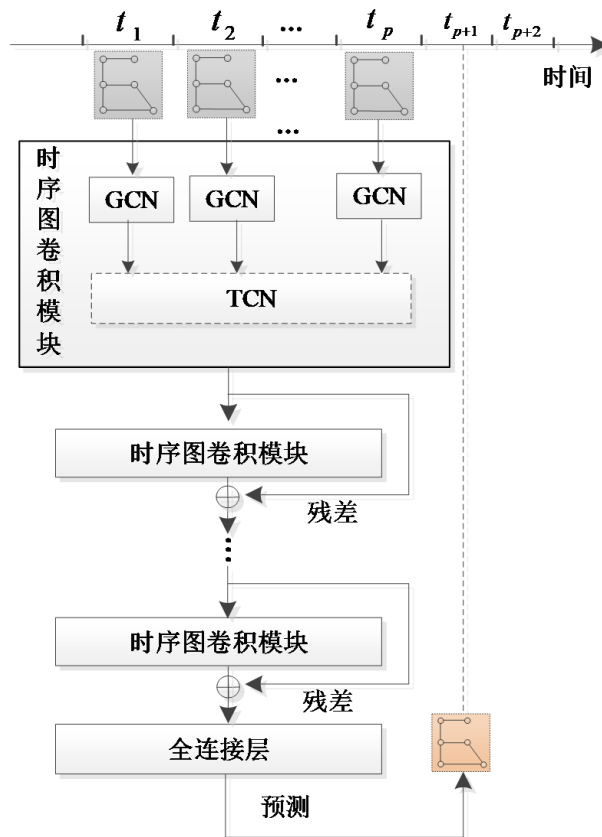 t1 t2 ... tp tp+1 tp+2
时间
...
...
时序图卷积模块
GCN GCN GCN
TCN
时序图卷积模块
残差
⋮
时序图卷积模块
残差
全连接层
预测